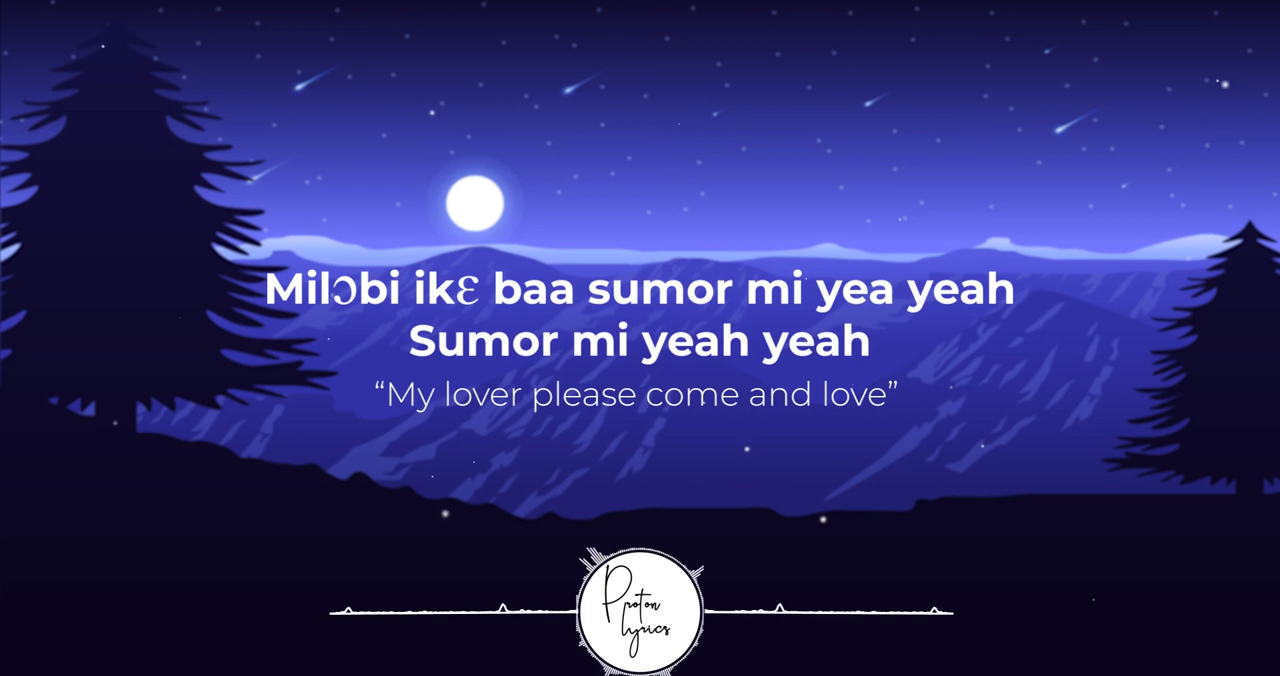 Milɔbi ikɛ baa sumor mi yea yeah
Sumor mi yeah yeah
“My lover please come and love”
Proton
lyrics